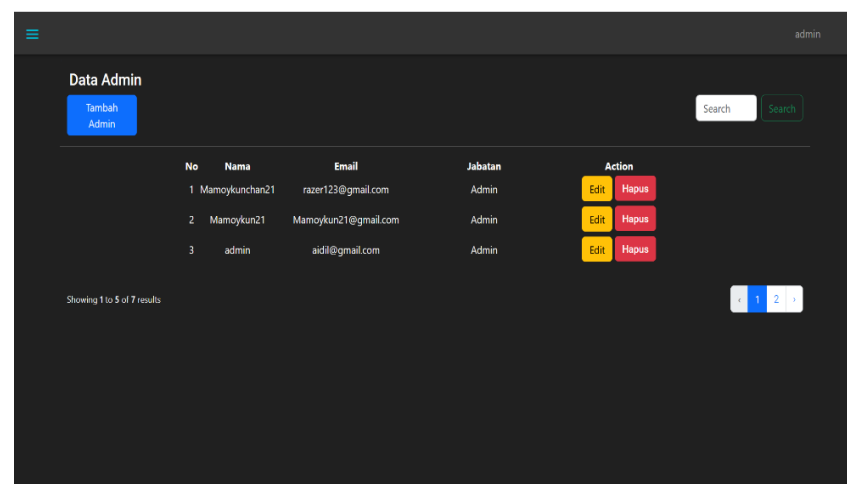 admin
Data Admin
Tambah
Admin
Search Search
No Nama Email Jabatan Action
1 Mamoykunchan21 razer123@gmail.com Admin Edit Hapus
2 Mamoykun21 Mamoykun21@gmail.com Admin Edit Hapus
3 admin aidil@gmail.com Admin Edit Hapus
Showing 1 to 5 of 7 results ‹ 1 2 ›